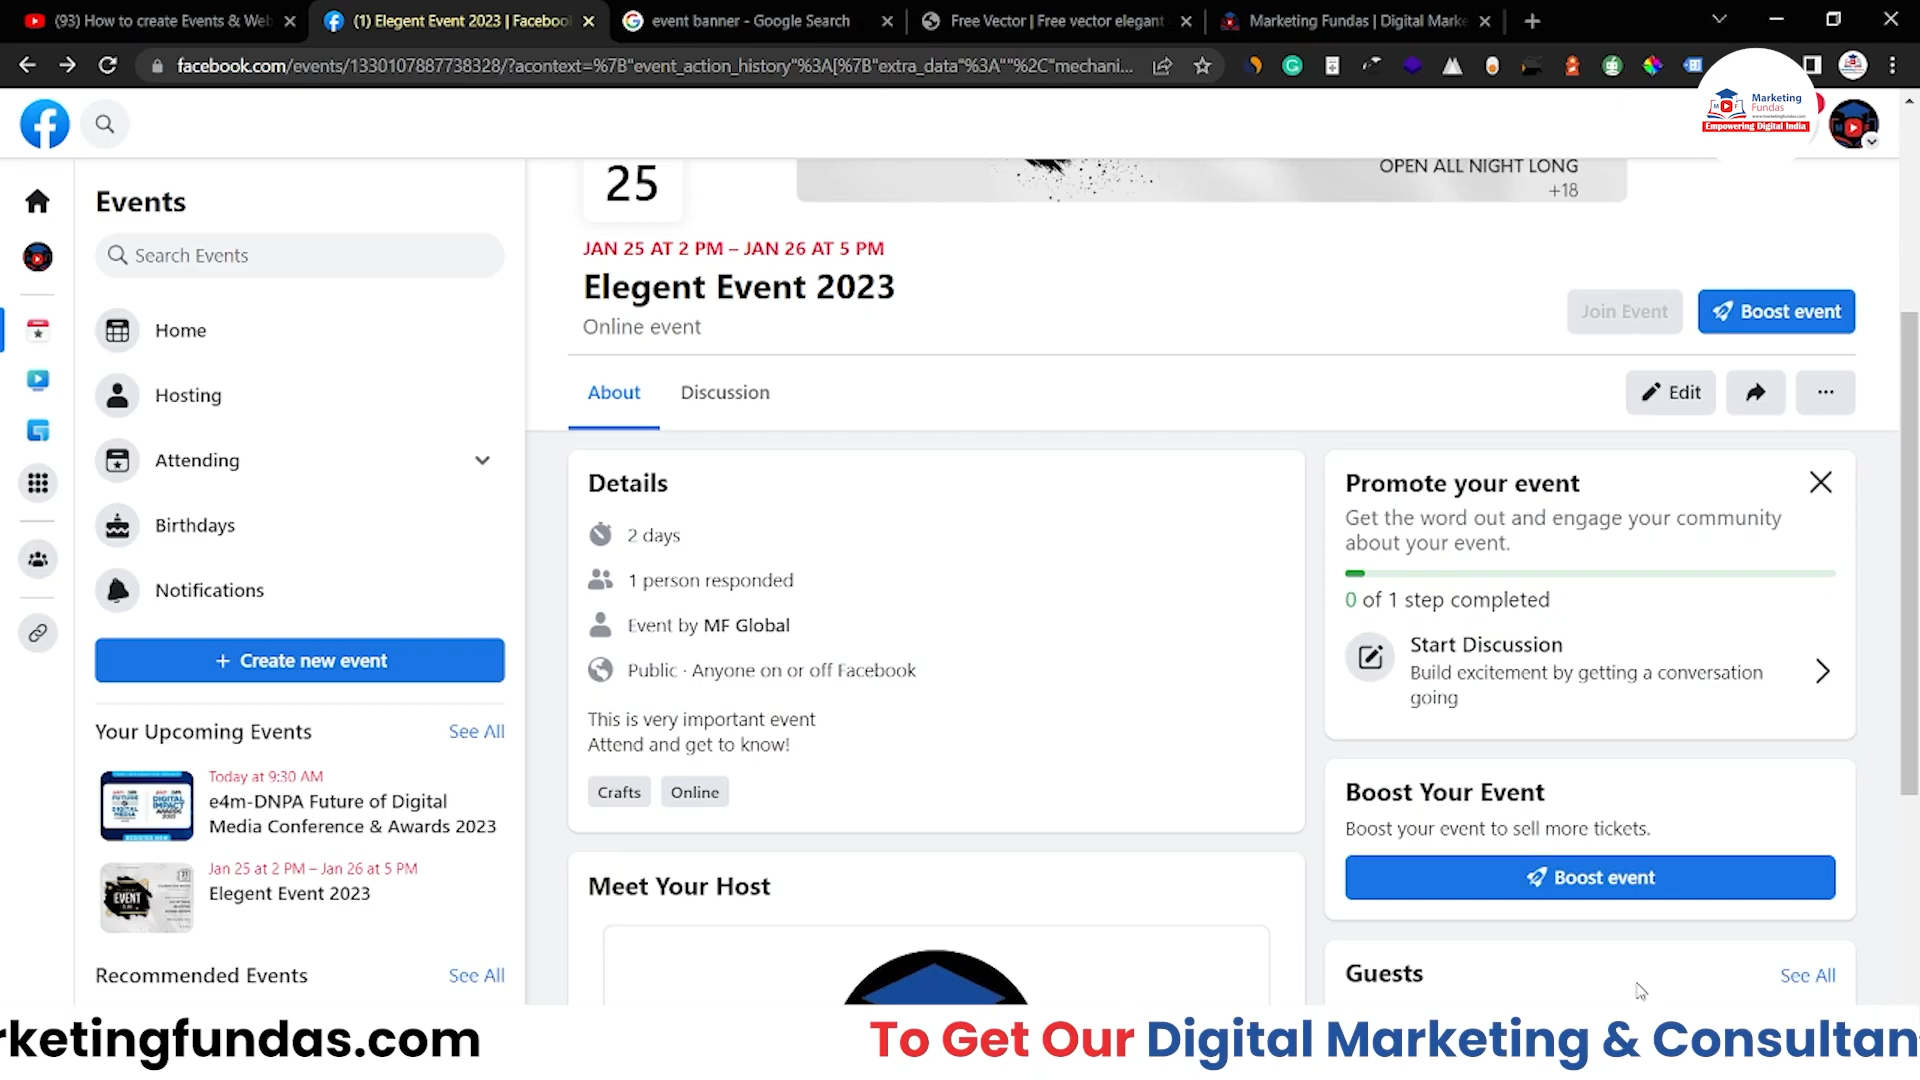 (93) How to create Events & Web
(1) Elegent Event 2023 | Facebook
event banner - Google Search
Free Vector | Free vector elegant
Marketing Fundas | Digital Marke
facebook.com/events/1330107887738328/?acontext=%7B"event_action_history"%3A[%7B"extra_data"%3A""%2C"mechani...
Marketing
Fundas
Empowering Digital India
Events
Search Events
Home
Hosting
Attending
Birthdays
Notifications
+ Create new event
Your Upcoming Events
See All
Today at 9:30 AM
e4m-DNPA Future of Digital
Media Conference & Awards 2023
Jan 25 at 2 PM – Jan 26 at 5 PM
Elegent Event 2023
EVENT
Recommended Events
See All
25
OPEN ALL NIGHT LONG
+18
JAN 25 AT 2 PM – JAN 26 AT 5 PM
Elegent Event 2023
Online event
Join Event
Boost event
About
Discussion
Edit
Details
2 days
1 person responded
Event by MF Global
Public · Anyone on or off Facebook
This is very important event
Attend and get to know!
Crafts
Online
Meet Your Host
Promote your event
Get the word out and engage your community
about your event.
0 of 1 step completed
Start Discussion
Build excitement by getting a conversation
going
Boost Your Event
Boost your event to sell more tickets.
Boost event
Guests
See All
rketingfundas.com
To Get Our Digital Marketing & Consultan